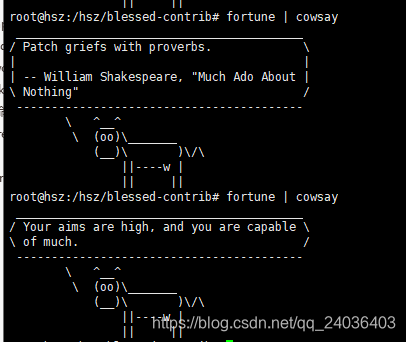 root@hsz:/hsz/blessed-contrib# fortune | cowsay
 ________________________________________
/ Patch griefs with proverbs.            \
|                                        |
| -- William Shakespeare, "Much Ado About |
\ Nothing"                               /
 ----------------------------------------
        \   ^__^
         \  (oo)\_______
            (__)\       )\/\
                ||----w |
                ||     ||
root@hsz:/hsz/blessed-contrib# fortune | cowsay
 ________________________________________
/ Your aims are high, and you are capable \
\ of much.                               /
 ----------------------------------------
        \   ^__^
         \  (oo)\_______
            (__)\       )\/\
                ||----w |
                ||     ||
https://blog.csdn.net/qq_24036403